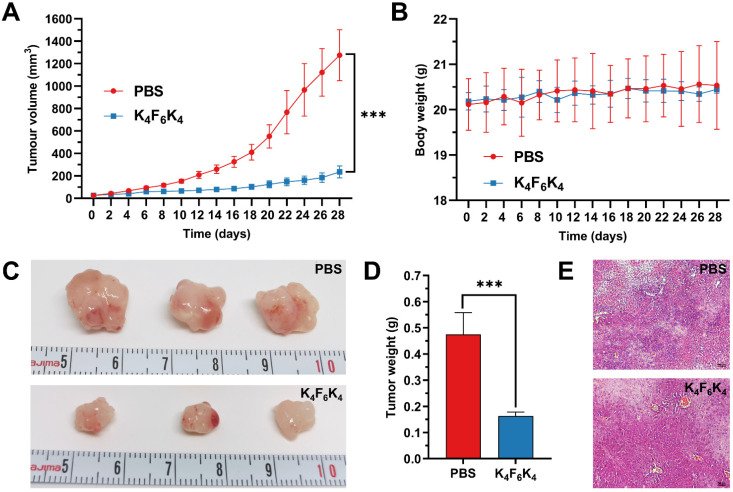 A
Tumour volume (mm³)
1600
1400
1200
1000
800
600
400
200
0
PBS
K₄F₆K₄
***
0 2 4 6 8 10 12 14 16 18 20 22 24 26 28
Time (days)
B
Body weight (g)
22
21
20
19
18
PBS
K₄F₆K₄
0 2 4 6 8 10 12 14 16 18 20 22 24 26 28
Time (days)
C
PBS
ajima 5 6 7 8 9 10
K₄F₆K₄
ajima 5 6 7 8 9 10
D
Tumor weight (g)
0.7
0.6
0.5
0.4
0.3
0.2
0.1
0.0
***
PBS K₄F₆K₄
E
PBS
K₄F₆K₄